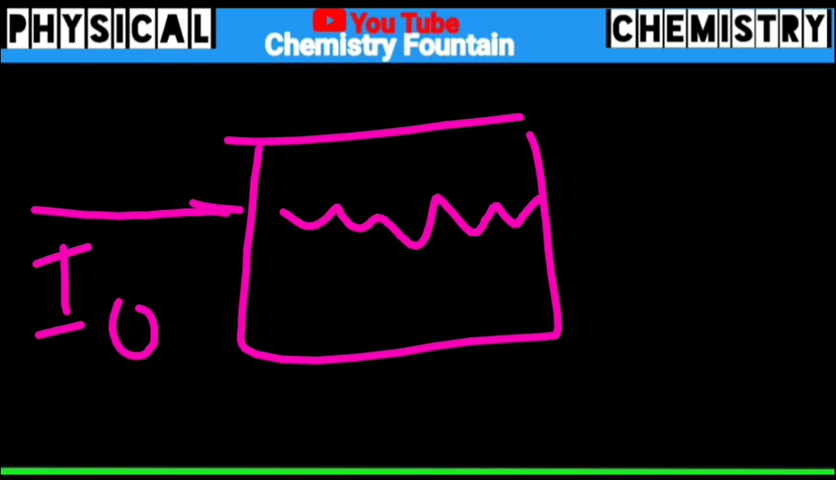 PHYSICAL
You Tube
Chemistry Fountain
CHEMISTRY
I0